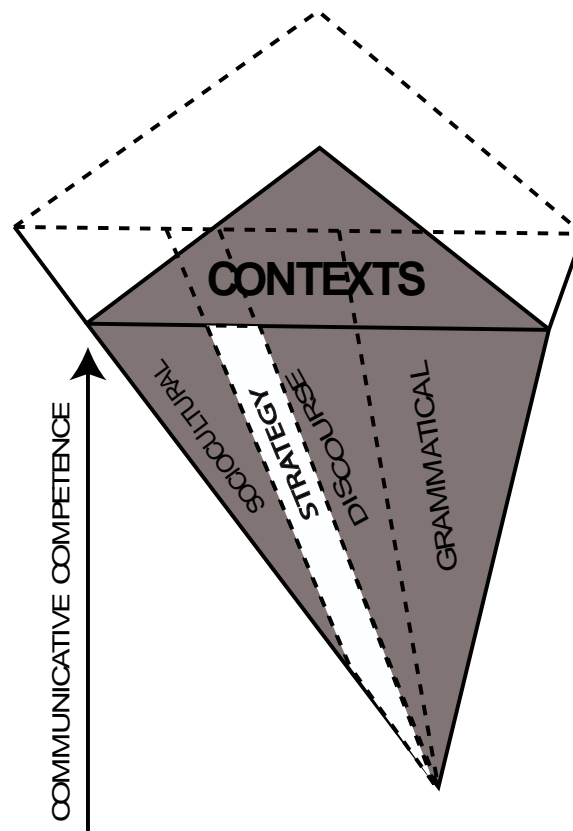 CONTEXTS
SOCIOCULTURAL
STRATEGY
DISCOURSE
GRAMMATICAL
COMMUNICATIVE COMPETENCE